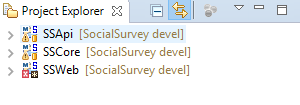 Project Explorer
SSApi [SocialSurvey devel]
SSCore [SocialSurvey devel]
SSWeb [SocialSurvey devel]